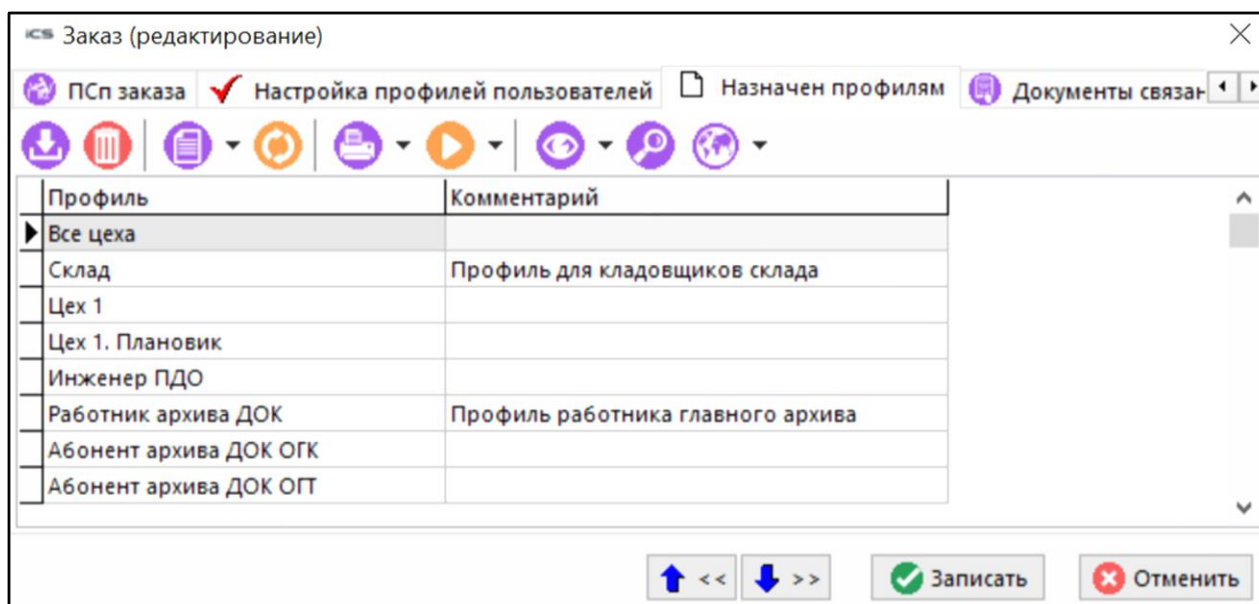 iCS Заказ (редактирование)
ПСп заказа Настройка профилей пользователей Назначен профилям Документы связан
Профиль Комментарий
Все цеха
Склад Профиль для кладовщиков склада
Цех 1
Цех 1. Плановик
Инженер ПДО
Работник архива ДОК Профиль работника главного архива
Абонент архива ДОК ОГК
Абонент архива ДОК ОГТ
<< >> Записать Отменить